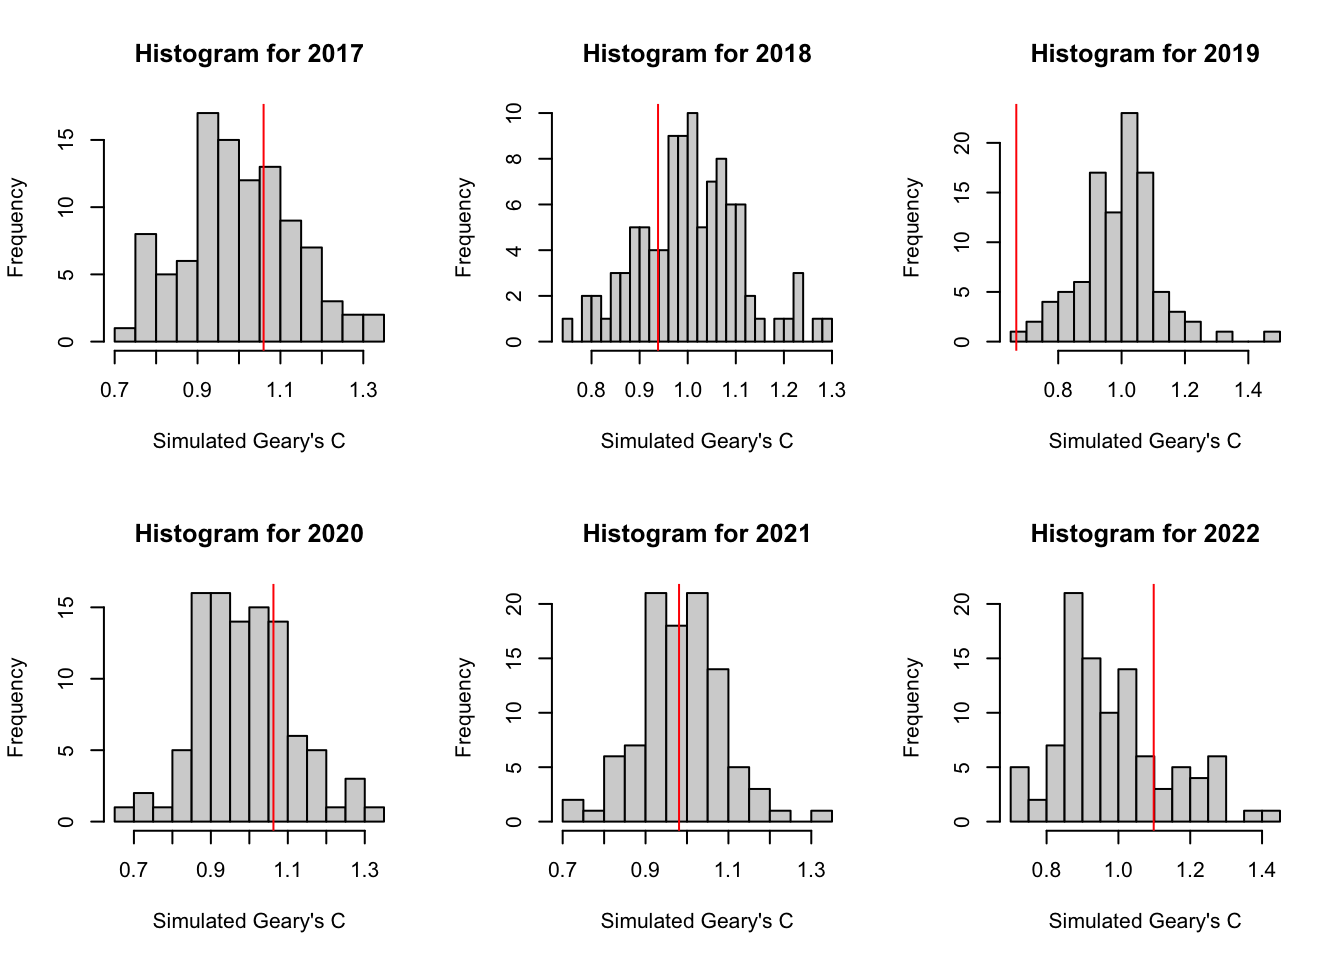 Histogram for 2017
Frequency
0 5 10 15
0.7 0.9 1.1 1.3
Simulated Geary's C
Histogram for 2018
Frequency
0 2 4 6 8 10
0.8 0.9 1.0 1.1 1.2 1.3
Simulated Geary's C
Histogram for 2019
Frequency
0 5 10 15 20
0.8 1.0 1.2 1.4
Simulated Geary's C
Histogram for 2020
Frequency
0 5 10 15
0.7 0.9 1.1 1.3
Simulated Geary's C
Histogram for 2021
Frequency
0 5 10 15 20
0.7 0.9 1.1 1.3
Simulated Geary's C
Histogram for 2022
Frequency
0 5 10 15 20
0.8 1.0 1.2 1.4
Simulated Geary's C